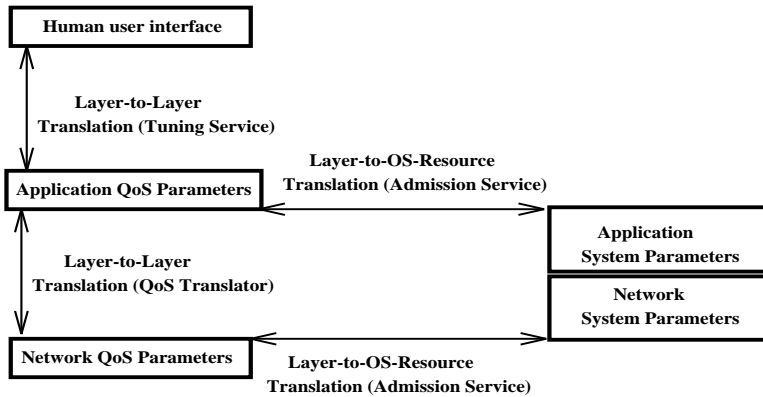 Human user interface
Layer-to-Layer
Translation (Tuning Service)
Layer-to-OS-Resource
Translation (Admission Service)
Application QoS Parameters
Application
System Parameters
Layer-to-Layer
Translation (QoS Translator)
Network
System Parameters
Network QoS Parameters
Layer-to-OS-Resource
Translation (Admission Service)